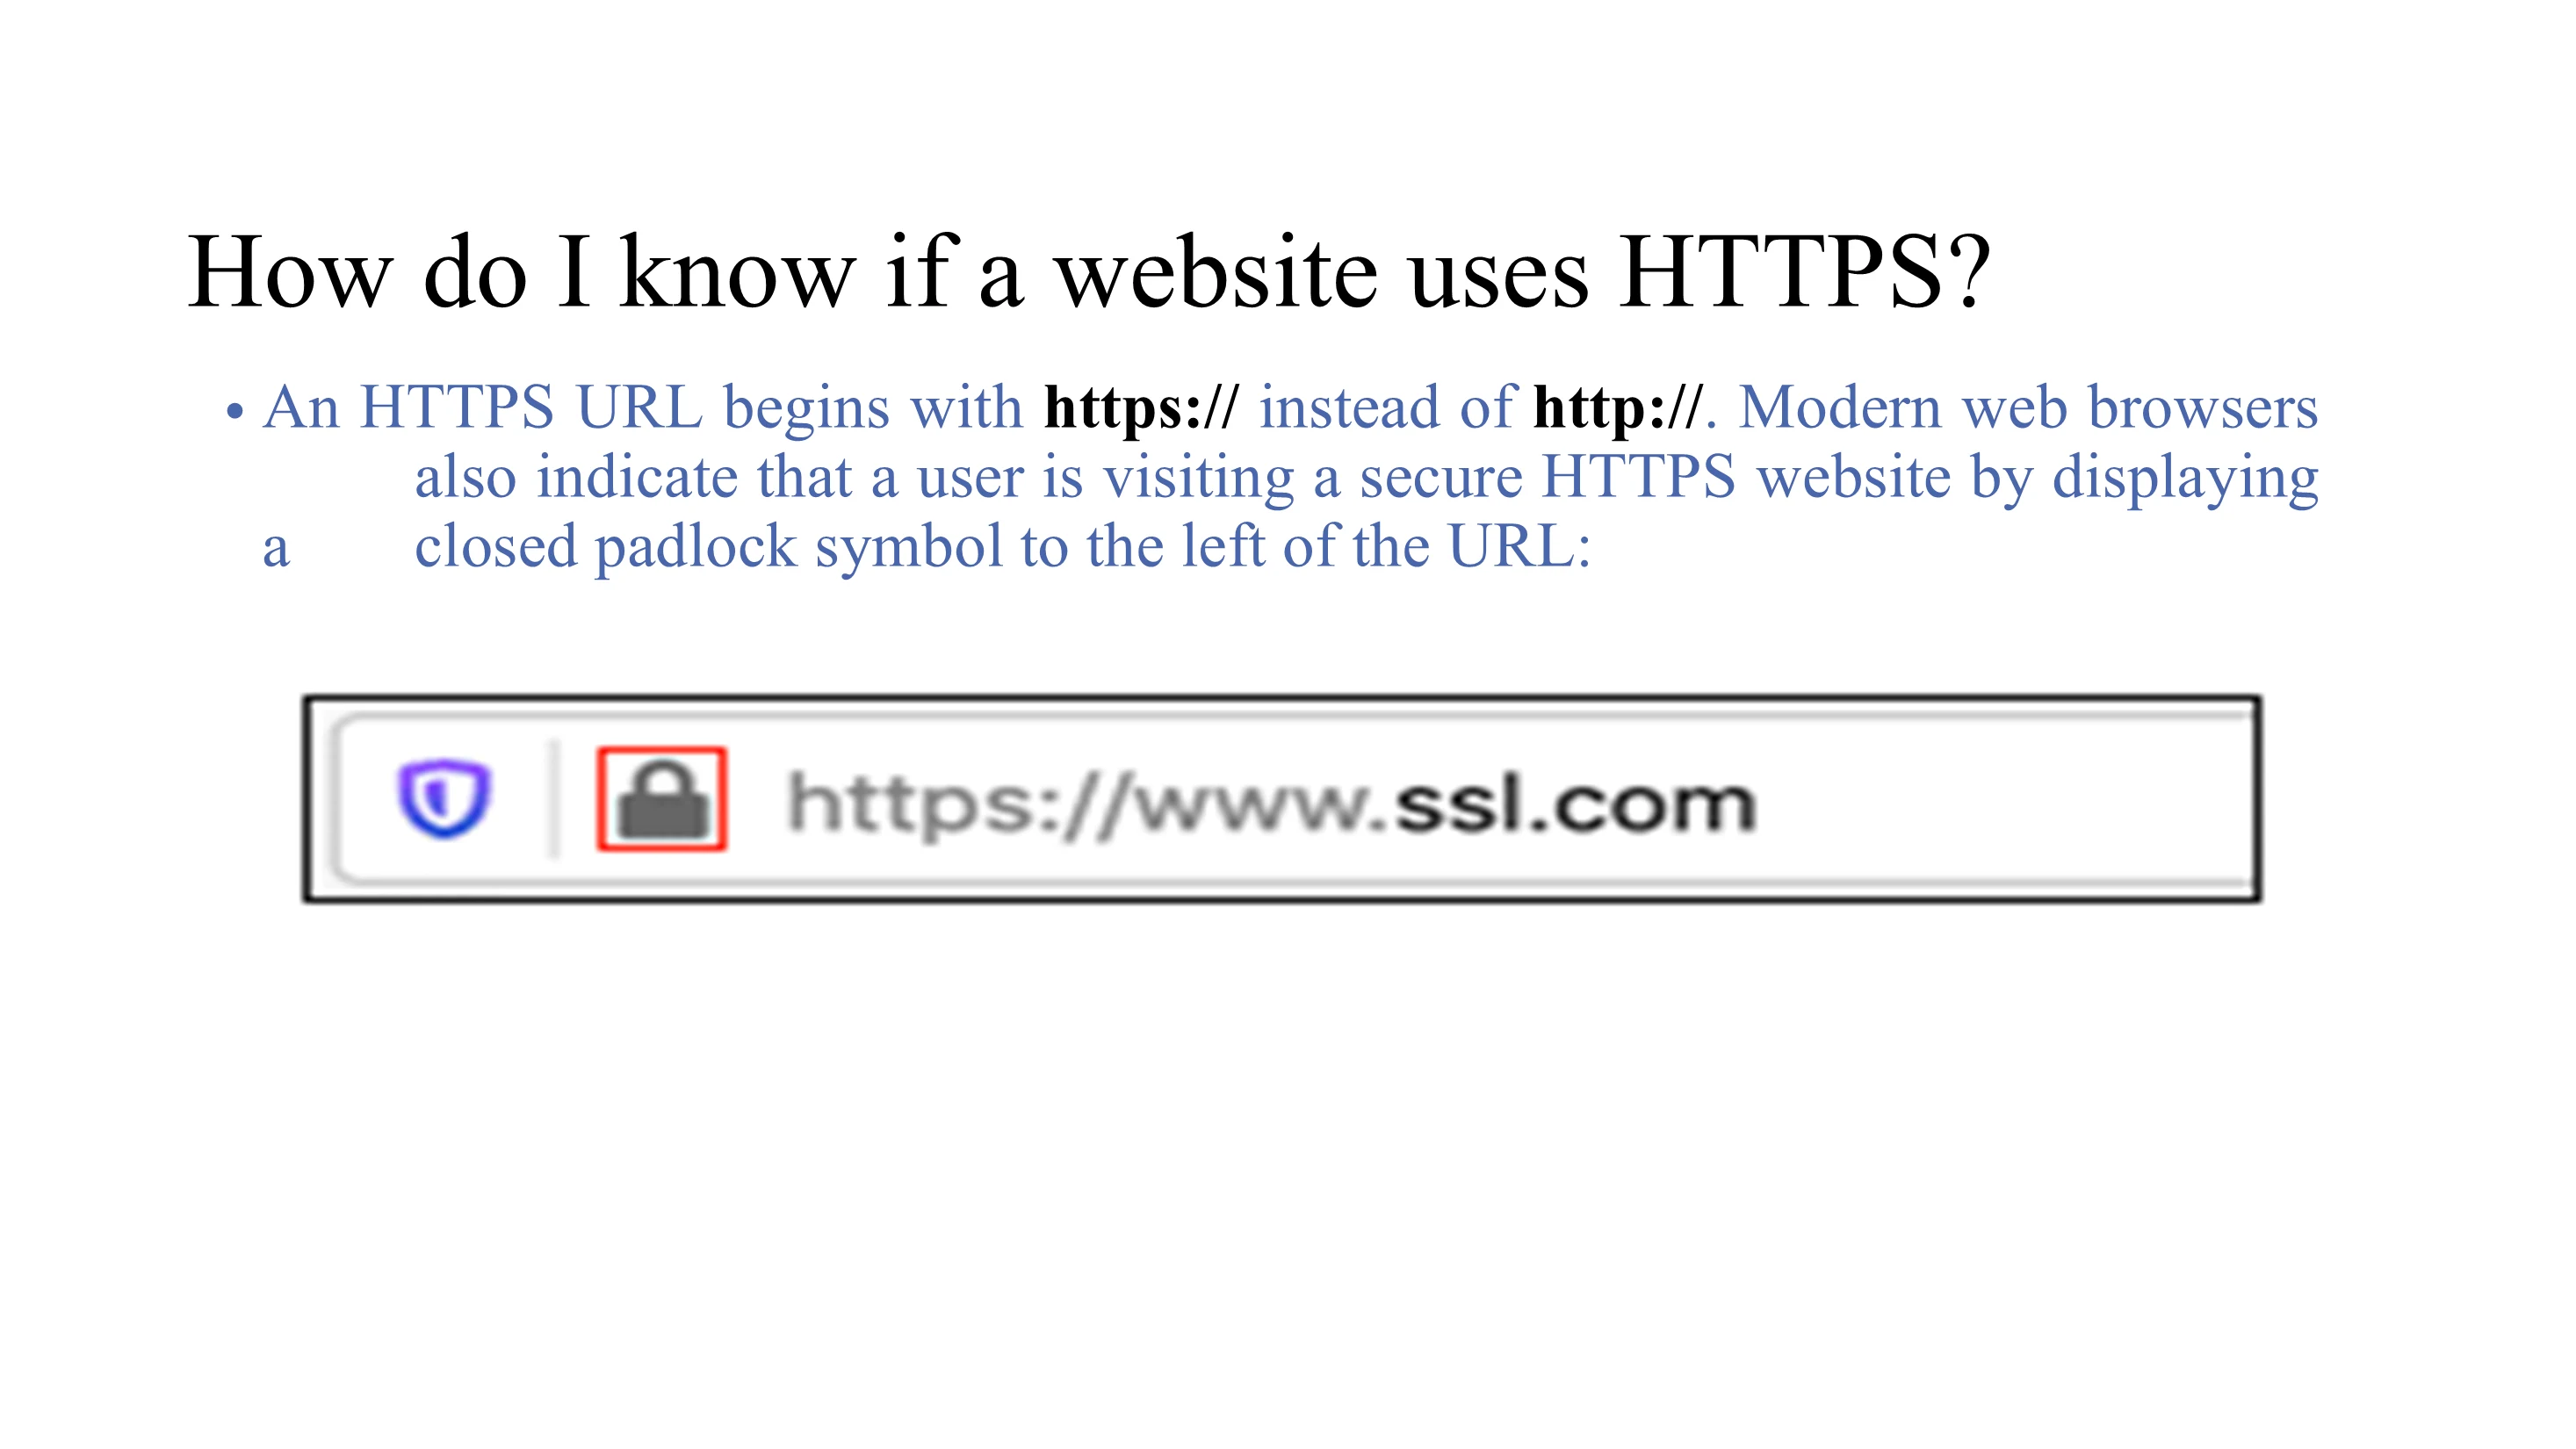 How do I know if a website uses HTTPS?
• An HTTPS URL begins with https:// instead of http://. Modern web browsers
also indicate that a user is visiting a secure HTTPS website by displaying
a closed padlock symbol to the left of the URL:
https://www.ssl.com